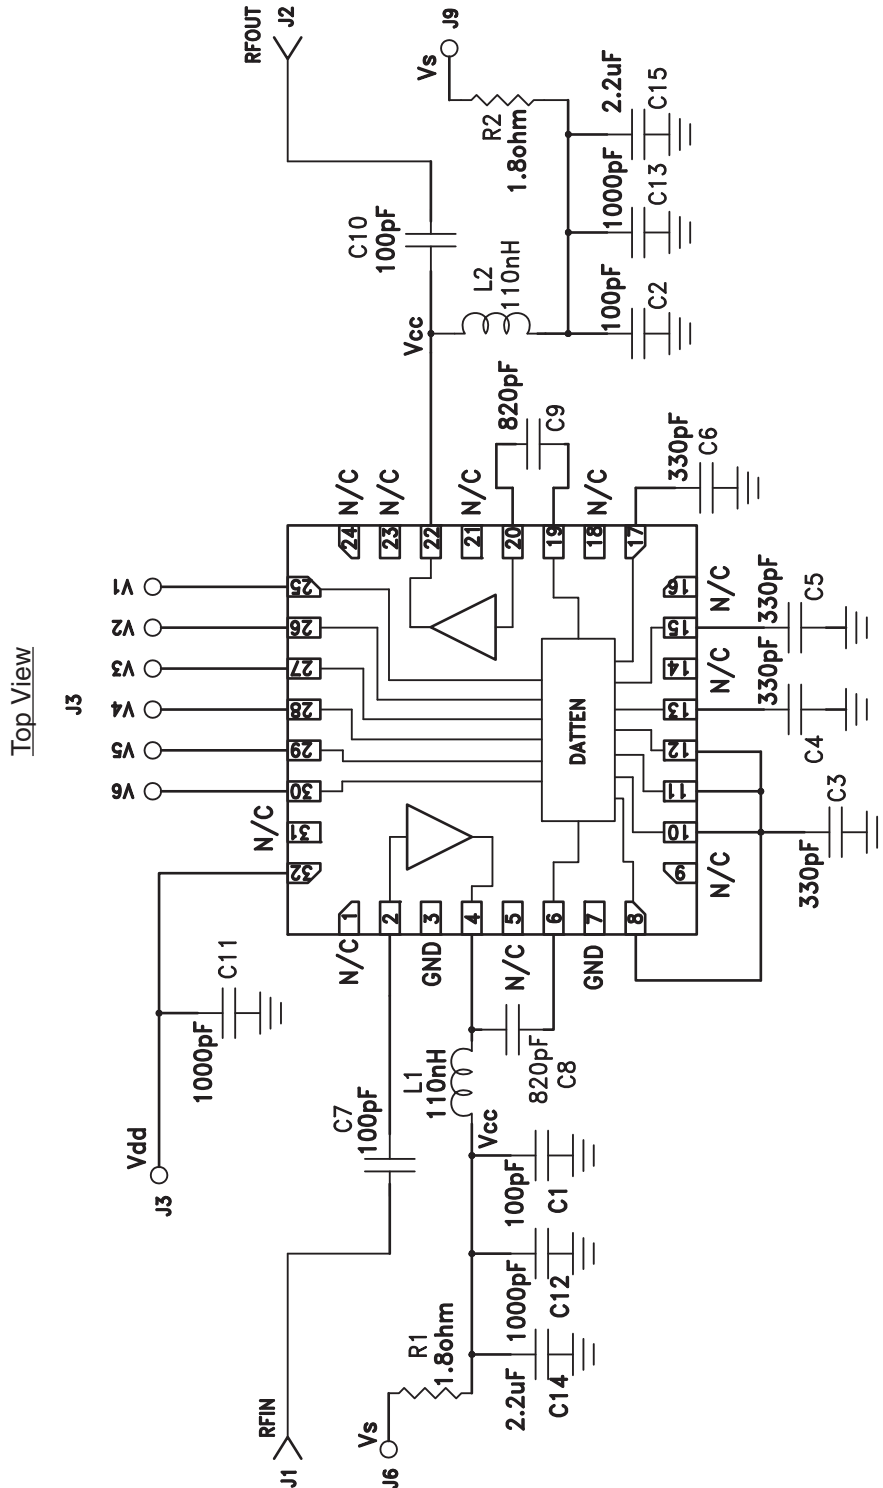 Top View
J3
V1
V2
V3
V4
V5
V6
RFOUT
J2
Vs
J9
R2
1.8ohm
2.2uF
C15
1000pF
C13
100pF
C2
C10
100pF
L2
110nH
Vcc
820pF
C9
330pF
C6
24
N/C
23
N/C
22
21
N/C
20
19
18
N/C
17
25
26
27
28
29
30
31
N/C
32
DATTEN
16
N/C
15
330pF
C5
14
N/C
13
330pF
C4
12
11
10
330pF
C3
9
N/C
1
N/C
2
3
GND
4
5
N/C
6
7
GND
8
Vdd
J3
1000pF
C11
C7
100pF
L1
110nH
820pF
C8
Vcc
100pF
C1
1000pF
C12
2.2uF
C14
R1
1.8ohm
Vs
J6
RFIN
J1